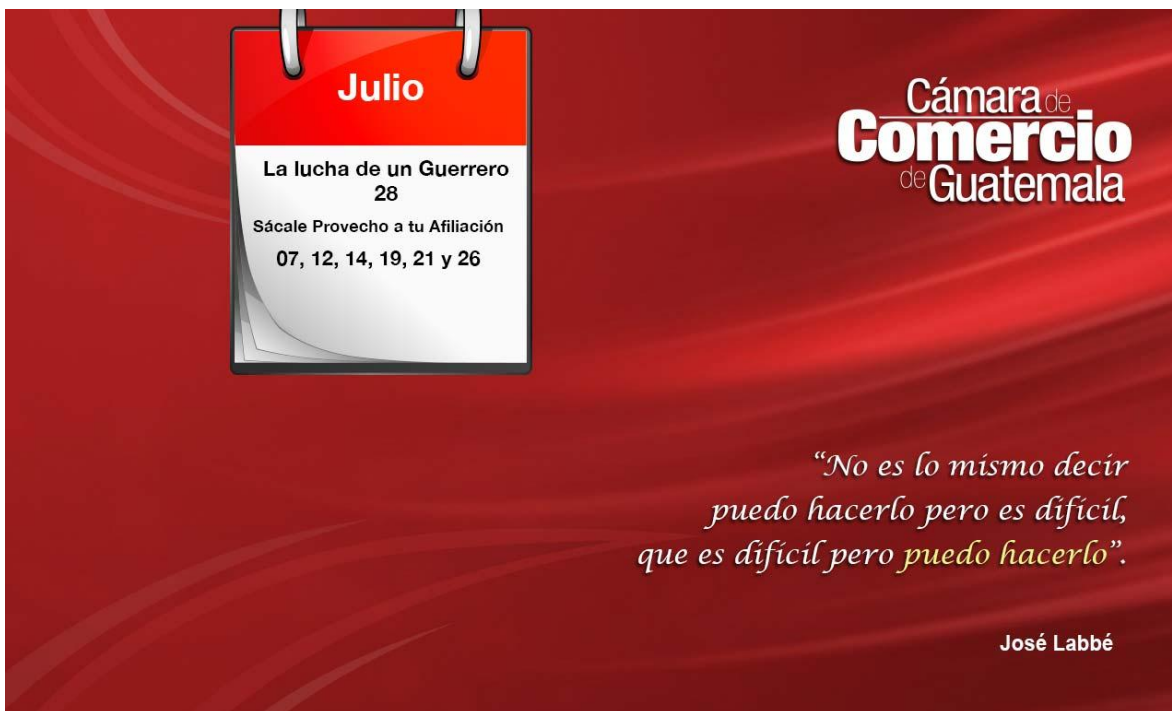 Julio
La lucha de un Guerrero
28
Sácale Provecho a tu Afiliación
07, 12, 14, 19, 21 y 26
Cámara de
Comercio
de Guatemala
“No es lo mismo decir
puedo hacerlo pero es difícil,
que es difícil pero puedo hacerlo”.
José Labbé